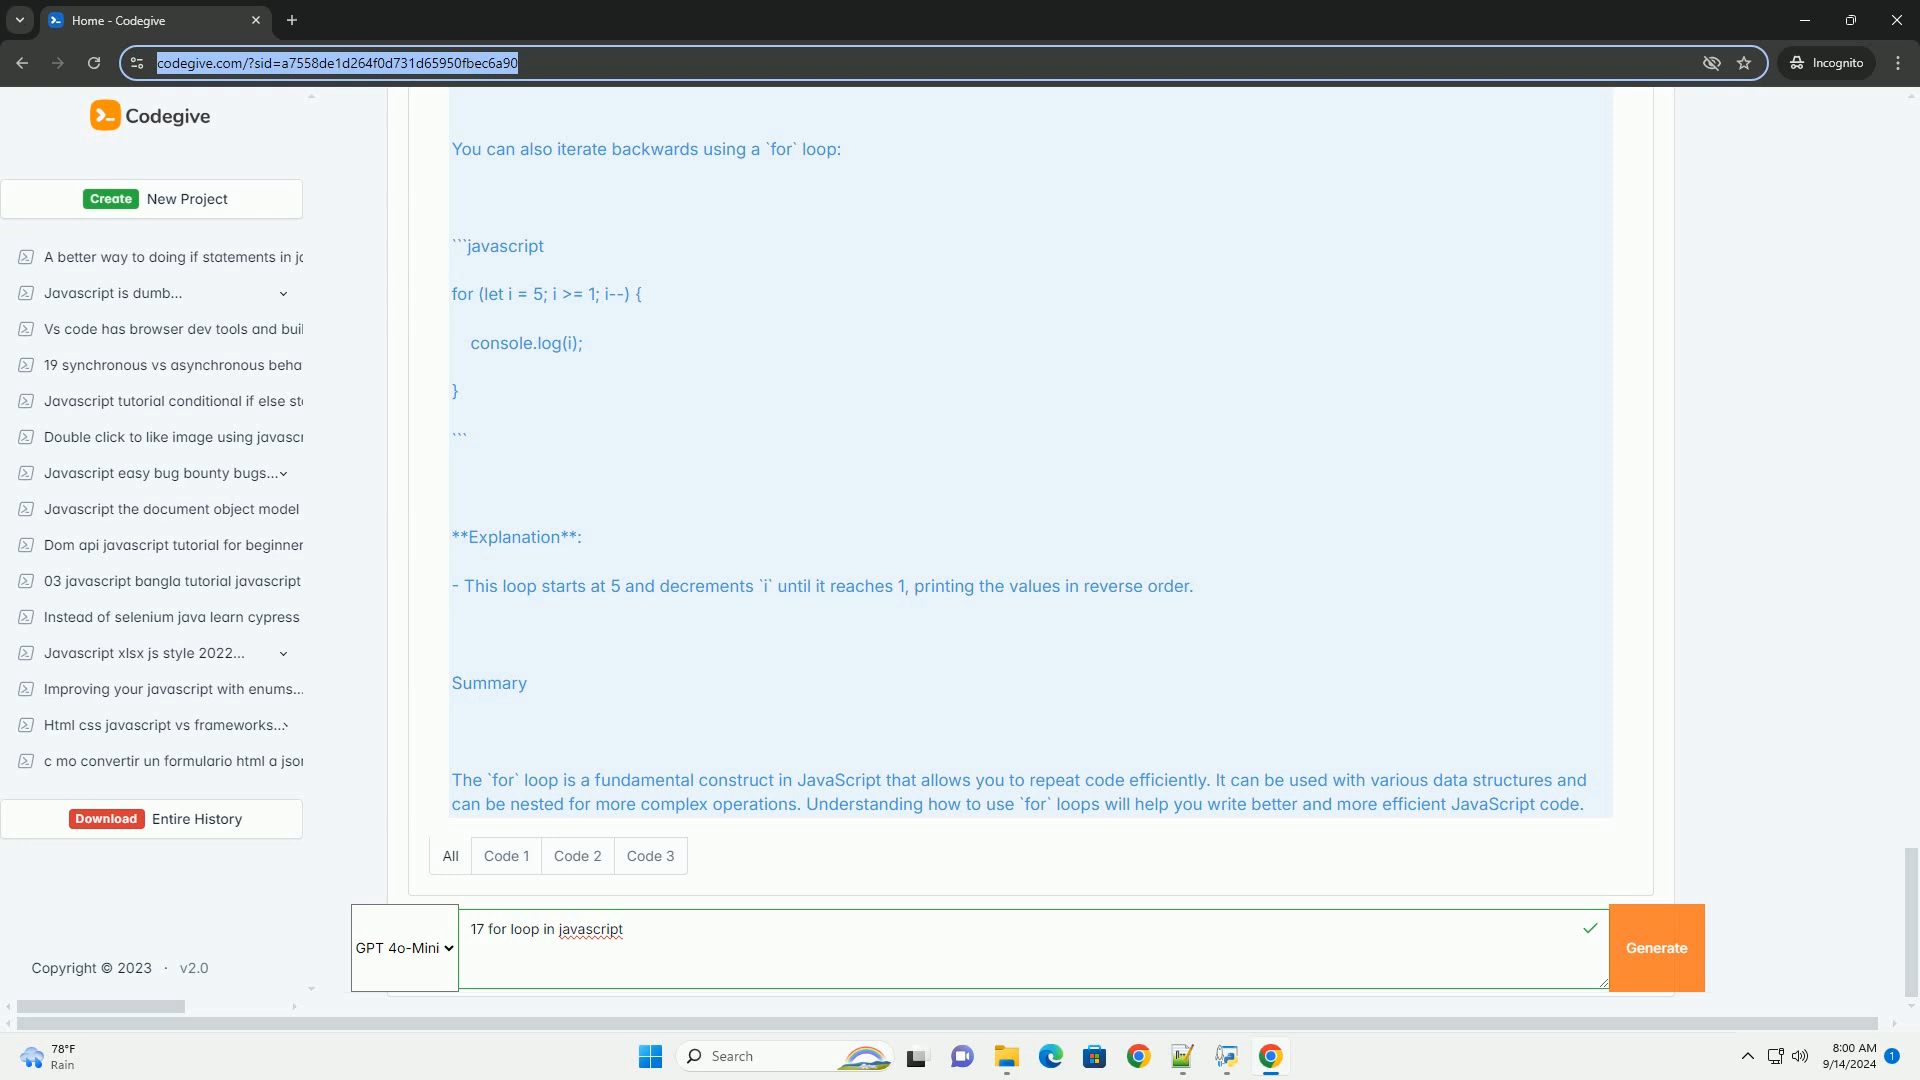 Home - Codegive
codegive.com/?sid=a7558de1d264f0d731d65950fbec6a90
Incognito
Codegive
Create New Project
A better way to doing if statements in ja
Javascript is dumb...
Vs code has browser dev tools and buil
19 synchronous vs asynchronous beha
Javascript tutorial conditional if else sta
Double click to like image using javascr
Javascript easy bug bounty bugs...
Javascript the document object model
Dom api javascript tutorial for beginner
03 javascript bangla tutorial javascript
Instead of selenium java learn cypress
Javascript xlsx js style 2022...
Improving your javascript with enums...
Html css javascript vs frameworks...
c mo convertir un formulario html a json
Download Entire History
Copyright © 2023 · v2.0
You can also iterate backwards using a `for` loop:
```javascript
for (let i = 5; i >= 1; i--) {
console.log(i);
}
```
**Explanation**:
- This loop starts at 5 and decrements `i` until it reaches 1, printing the values in reverse order.
Summary
The `for` loop is a fundamental construct in JavaScript that allows you to repeat code efficiently. It can be used with various data structures and
can be nested for more complex operations. Understanding how to use `for` loops will help you write better and more efficient JavaScript code.
All Code 1 Code 2 Code 3
GPT 4o-Mini
17 for loop in javascript
Generate
78°F
Rain
Search
8:00 AM
9/14/2024
1